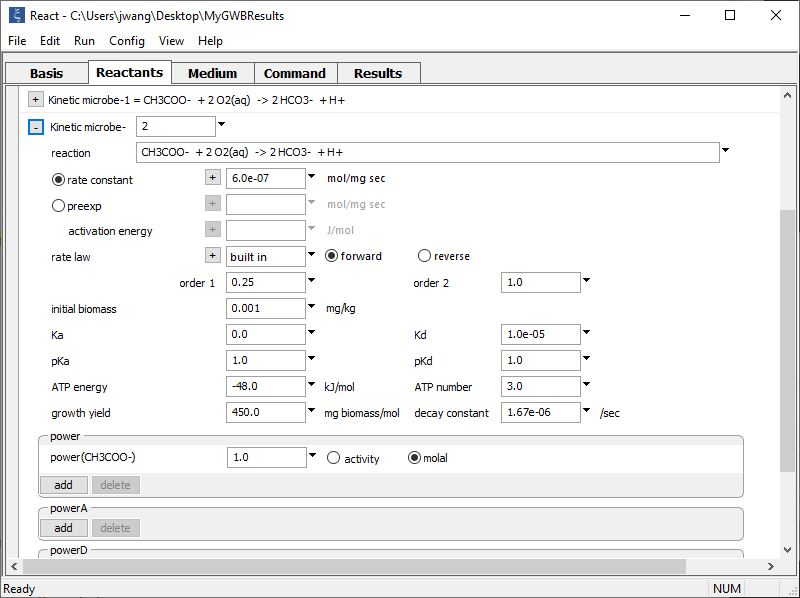 React - C:\Users\jwang\Desktop\MyGWBResults
File Edit Run Config View Help
Basis Reactants Medium Command Results
+ Kinetic microbe-1 = CH3COO- + 2 O2(aq) -> 2 HCO3- + H+
- Kinetic microbe- 2
reaction CH3COO- + 2 O2(aq) -> 2 HCO3- + H+
rate constant + 6.0e-07 mol/mg sec
preexp + mol/mg sec
activation energy + J/mol
rate law + built in forward reverse
order 1 0.25 order 2 1.0
initial biomass 0.001 mg/kg
Ka 0.0 Kd 1.0e-05
pKa 1.0 pKd 1.0
ATP energy -48.0 kJ/mol ATP number 3.0
growth yield 450.0 mg biomass/mol decay constant 1.67e-06 /sec
power
power(CH3COO-) 1.0 activity molal
add delete
powerA
add delete
powerD
Ready NUM